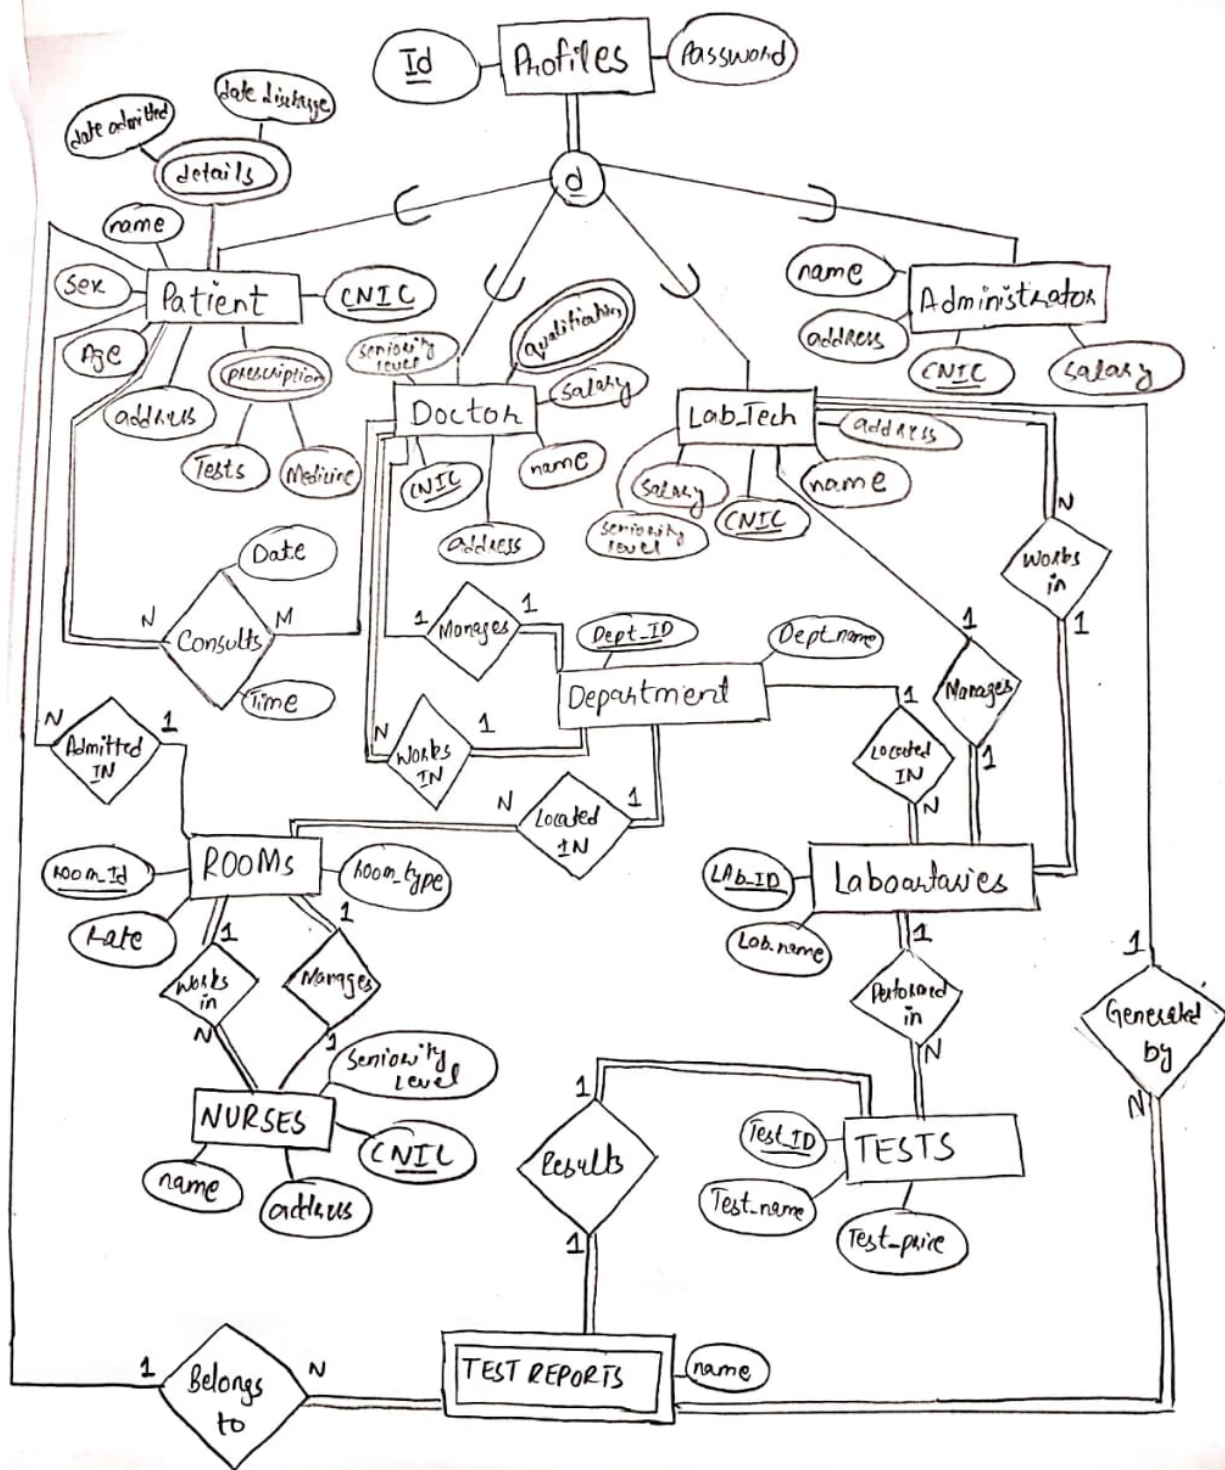 Id
Profiles
Password
date admitted
date discharge
details
d
name
Sex
Patient
CNIC
Age
address
prescription
Tests
Medicine
seniority
level
qualification
Salary
Doctor
CNIC
name
address
name
Administrator
address
CNIC
Salary
Lab_Tech
address
Salary
name
CNIC
seniority
level
Date
N
Consults
M
Time
1
Manages
1
Dept_ID
Dept_name
Department
N
Works
in
1
1
Manages
1
N
Works
IN
1
1
Located
IN
N
N
Admitted
IN
1
N
Located
IN
1
ROOMs
Room_Id
Room_type
Rate
LAb_ID
Laboartaries
Lab_name
1
Works
in
N
1
Manages
1
1
Performed
in
N
1
Generated
by
N
Seniority
Level
NURSES
CNIC
name
address
1
Results
1
Test_ID
TESTS
Test_name
Test_price
1
Belongs
to
N
TEST REPORTS
name